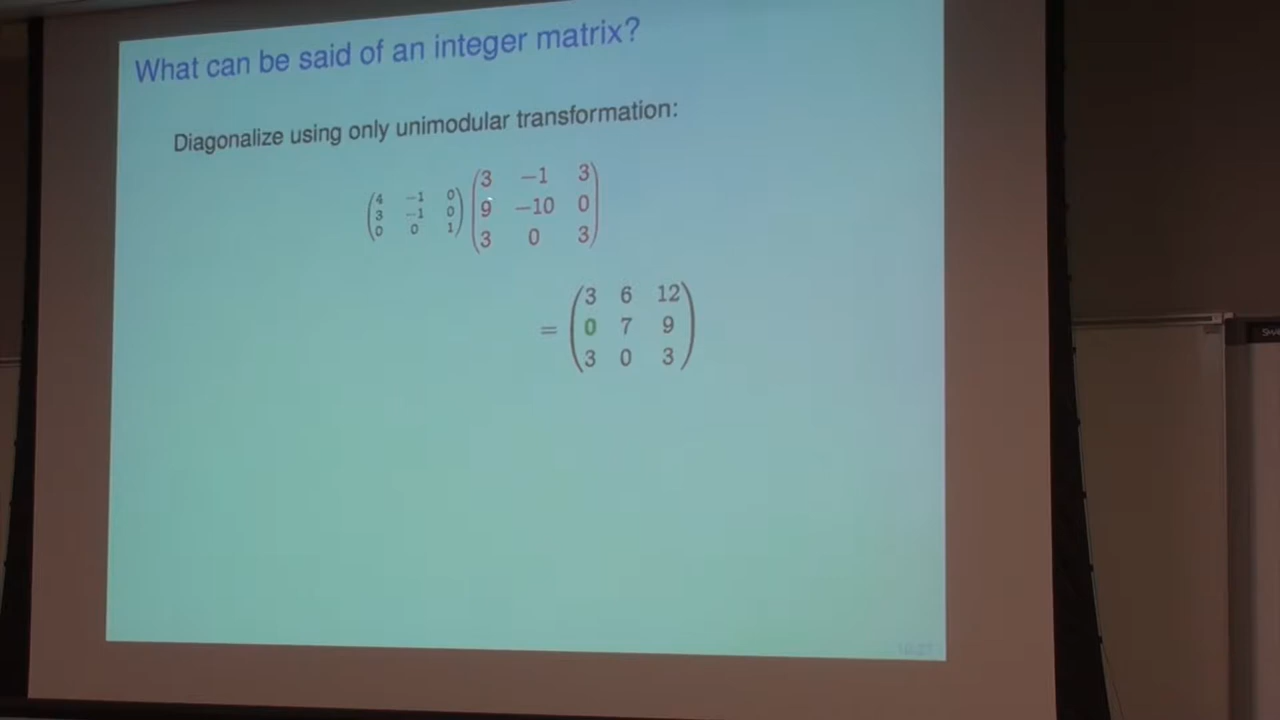 What can be said of an integer matrix?
Diagonalize using only unimodular transformation:
4 −1 0 3 −1 3
3 −1 0 9 −10 0
0 0 1 3 0 3
3 6 12
= 0 7 9
3 0 3